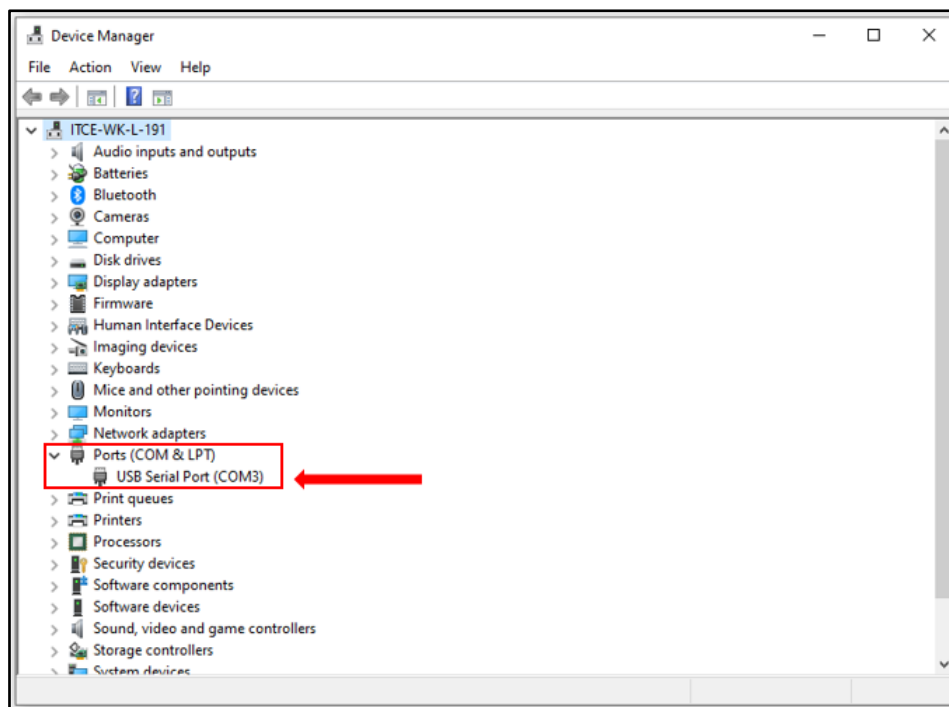 Device Manager
File Action View Help
ITCE-WK-L-191
Audio inputs and outputs
Batteries
Bluetooth
Cameras
Computer
Disk drives
Display adapters
Firmware
Human Interface Devices
Imaging devices
Keyboards
Mice and other pointing devices
Monitors
Network adapters
Ports (COM & LPT)
USB Serial Port (COM3)
Print queues
Printers
Processors
Security devices
Software components
Software devices
Sound, video and game controllers
Storage controllers
System devices